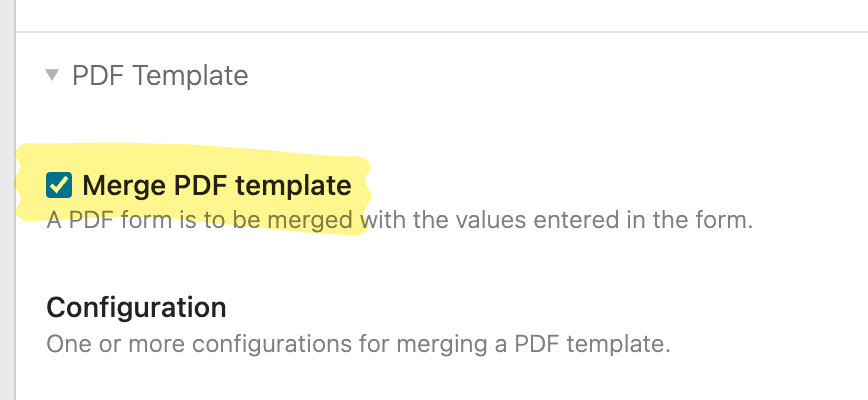 PDF Template
Merge PDF template
A PDF form is to be merged with the values entered in the form.
Configuration
One or more configurations for merging a PDF template.